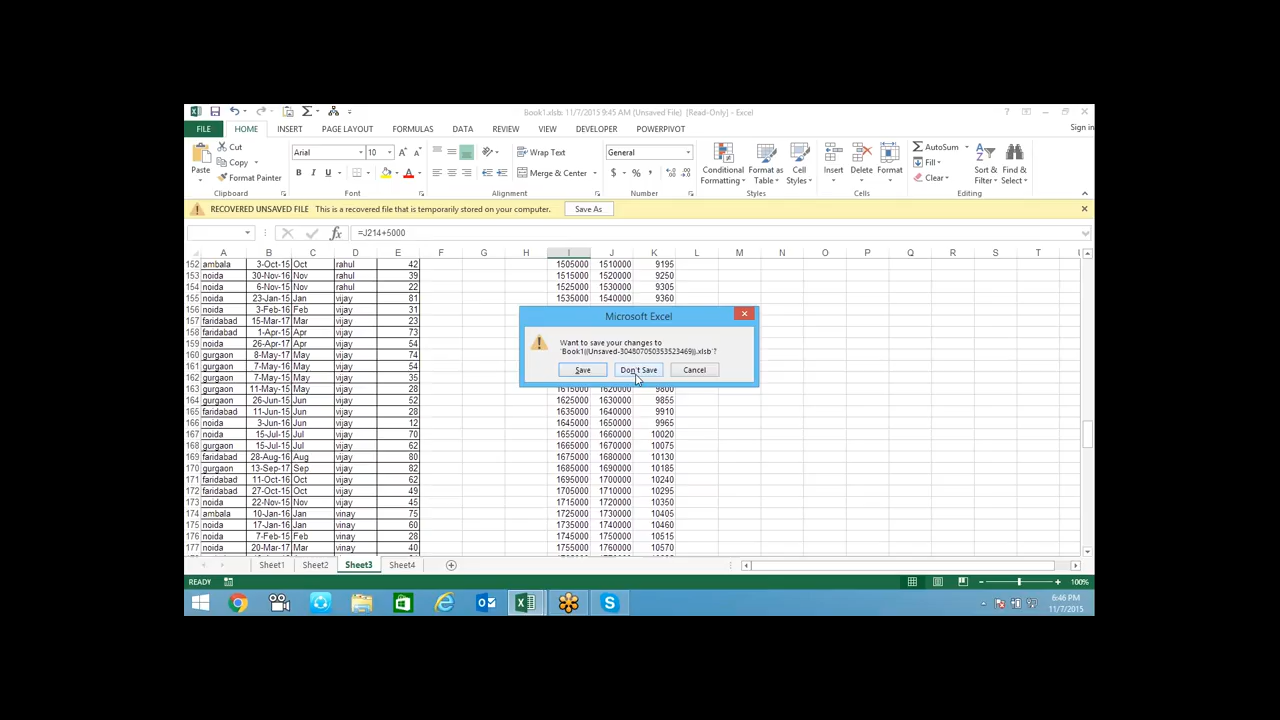 Book1.xlsb: 11/7/2015 9:45 AM (Unsaved File) [Read-Only] - Excel
FILE HOME INSERT PAGE LAYOUT FORMULAS DATA REVIEW VIEW DEVELOPER POWERPIVOT Sign in
Cut
Copy
Format Painter
Paste
Clipboard
Arial 10
B I U
Font
Wrap Text
Merge & Center
Alignment
General
$ % ,
Number
Conditional Formatting
Format as Table
Cell Styles
Styles
Insert Delete Format
Cells
AutoSum
Fill
Clear
Sort & Filter
Find & Select
Editing
RECOVERED UNSAVED FILE This is a recovered file that is temporarily stored on your computer. Save As
fx =J214+5000
A B C D E F G H I J K L M N O P Q R S T
152 ambala 3-Oct-15 Oct rahul 42 1505000 1510000 9195
153 noida 30-Nov-16 Nov rahul 39 1515000 1520000 9250
154 noida 6-Nov-15 Nov rahul 22 1525000 1530000 9305
155 noida 23-Jan-15 Jan vijay 81 1535000 1540000 9360
156 noida 3-Feb-16 Feb vijay 31
157 faridabad 15-Mar-17 Mar vijay 23
158 faridabad 1-Apr-15 Apr vijay 73
159 faridabad 26-Apr-15 Apr vijay 54
160 gurgaon 8-May-17 May vijay 54
161 gurgaon 7-May-16 May vijay 35
162 noida 7-May-15 May vijay 52
163 noida 11-May-15 May vijay 28 1615000 1620000 9800
164 gurgaon 26-Jun-15 Jun vijay 52 1625000 1630000 9855
165 faridabad 11-Jun-15 Jun vijay 28 1635000 1640000 9910
166 noida 3-Jun-16 Jun vijay 12 1645000 1650000 9965
167 noida 15-Jul-15 Jul vijay 70 1655000 1660000 10020
168 gurgaon 15-Jul-15 Jul vijay 62 1665000 1670000 10075
169 faridabad 28-Aug-16 Aug vijay 80 1675000 1680000 10130
170 gurgaon 13-Sep-17 Sep vijay 82 1685000 1690000 10185
171 faridabad 11-Oct-16 Oct vijay 62 1695000 1700000 10240
172 faridabad 27-Oct-15 Oct vijay 49 1705000 1710000 10295
173 noida 22-Nov-15 Nov vijay 45 1715000 1720000 10350
174 ambala 10-Jan-16 Jan vinay 75 1725000 1730000 10405
175 noida 17-Jan-15 Jan vinay 60 1735000 1740000 10460
176 noida 7-Feb-15 Feb vinay 28 1745000 1750000 10515
177 noida 20-Mar-17 Mar vinay 40 1755000 1760000 10570
Microsoft Excel
Want to save your changes to
'Book1((Unsaved-304807050353523469)).xlsb'?
Save Don't Save Cancel
Sheet1 Sheet2 Sheet3 Sheet4
READY 100%
6:46 PM
11/7/2015